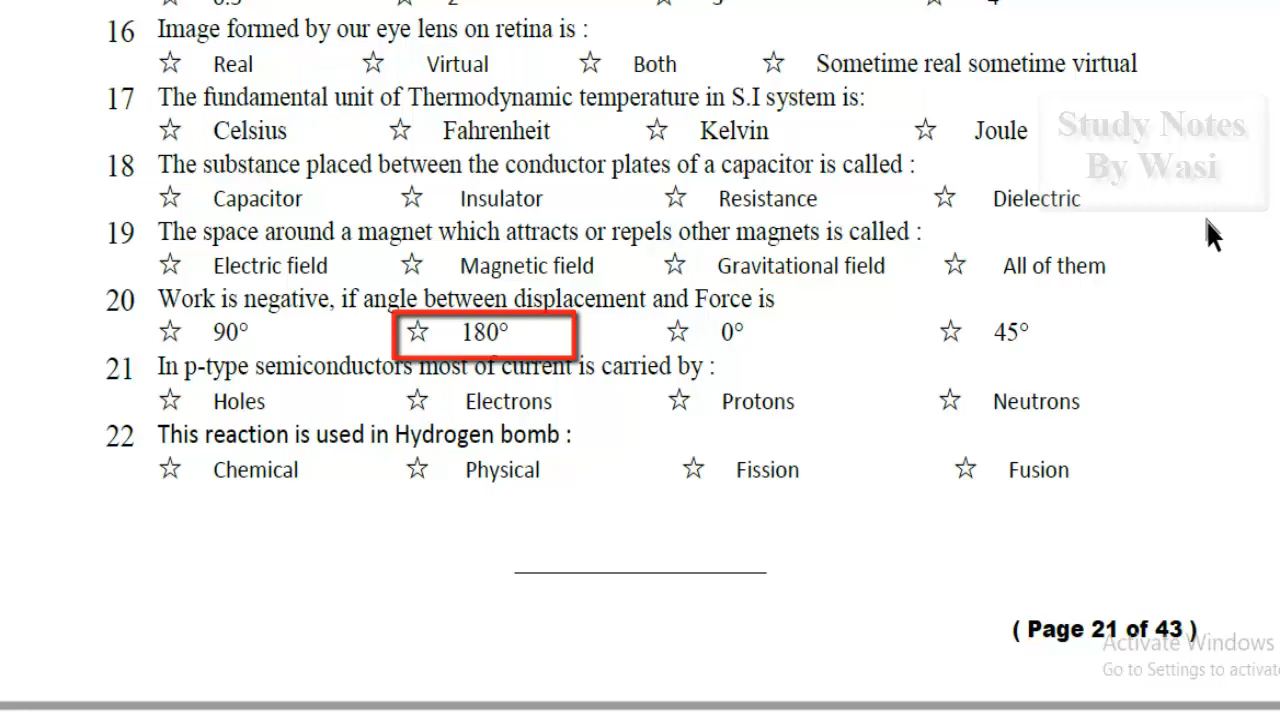 0.5 ☆ 2 ☆ 3 ☆ 4
16 Image formed by our eye lens on retina is :
☆ Real ☆ Virtual ☆ Both ☆ Sometime real sometime virtual
17 The fundamental unit of Thermodynamic temperature in S.I system is:
☆ Celsius ☆ Fahrenheit ☆ Kelvin ☆ Joule
Study Notes
By Wasi
18 The substance placed between the conductor plates of a capacitor is called :
☆ Capacitor ☆ Insulator ☆ Resistance ☆ Dielectric
19 The space around a magnet which attracts or repels other magnets is called :
☆ Electric field ☆ Magnetic field ☆ Gravitational field ☆ All of them
20 Work is negative, if angle between displacement and Force is
☆ 90° ☆ 180° ☆ 0° ☆ 45°
21 In p-type semiconductors most of current is carried by :
☆ Holes ☆ Electrons ☆ Protons ☆ Neutrons
22 This reaction is used in Hydrogen bomb :
☆ Chemical ☆ Physical ☆ Fission ☆ Fusion
( Page 21 of 43 )
Activate Windows
Go to Settings to activate